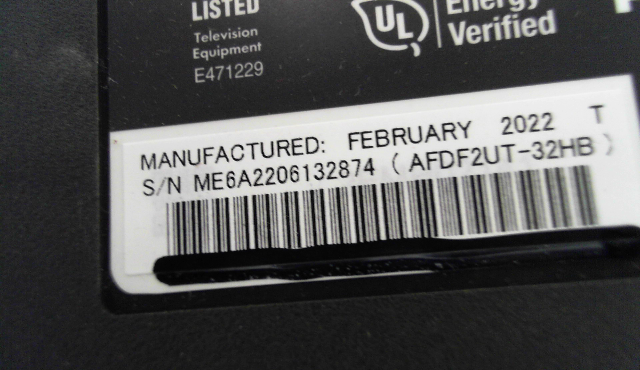 LISTED
Television
Equipment
E471229
UL
Energy
Verified
MANUFACTURED: FEBRUARY 2022 T
S/N ME6A2206132874 (AFDF2UT-32HB)